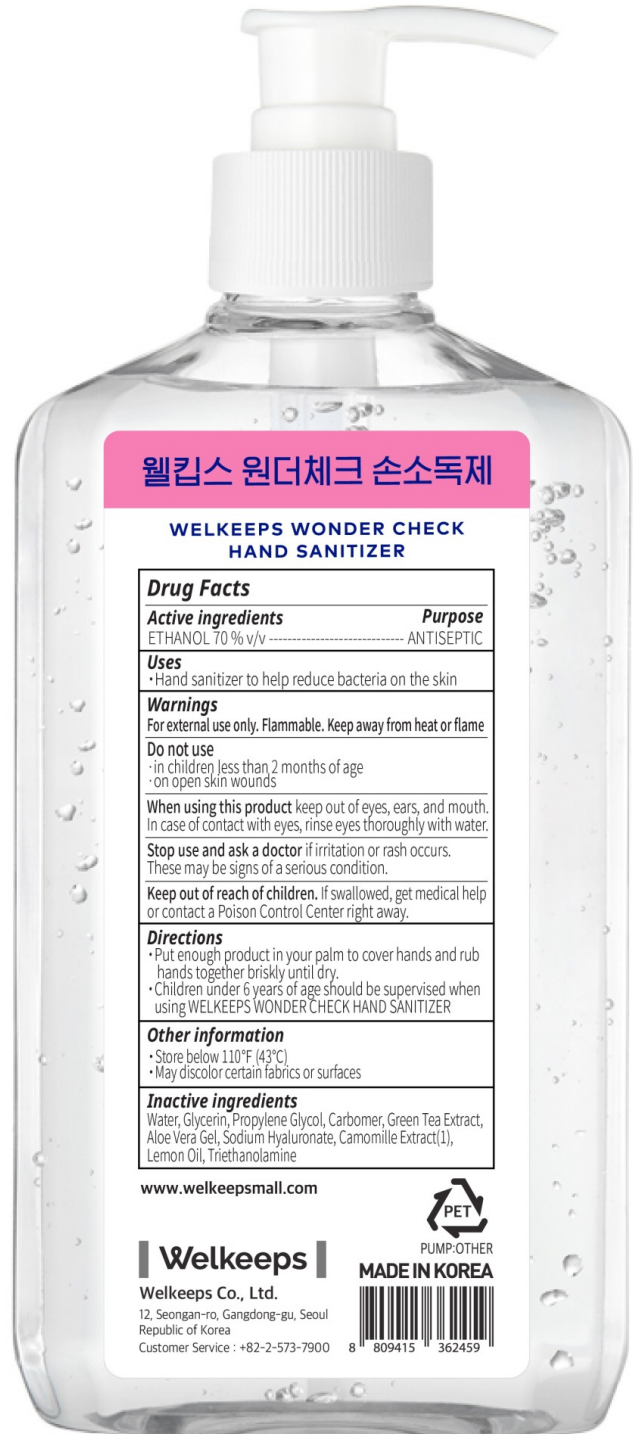 웰킵스 원더체크 손소독제
WELKEEPS WONDER CHECK
HAND SANITIZER
Drug Facts
Active ingredients Purpose
ETHANOL 70 % v/v ----------------------------- ANTISEPTIC
Uses
·Hand sanitizer to help reduce bacteria on the skin
Warnings
For external use only. Flammable. Keep away from heat or flame
Do not use
·in children less than 2 months of age
·on open skin wounds
When using this product keep out of eyes, ears, and mouth.
In case of contact with eyes, rinse eyes thoroughly with water.
Stop use and ask a doctor if irritation or rash occurs.
These may be signs of a serious condition.
Keep out of reach of children. If swallowed, get medical help
or contact a Poison Control Center right away.
Directions
·Put enough product in your palm to cover hands and rub
hands together briskly until dry.
·Children under 6 years of age should be supervised when
using WELKEEPS WONDER CHECK HAND SANITIZER
Other information
·Store below 110°F (43°C)
·May discolor certain fabrics or surfaces
Inactive ingredients
Water, Glycerin, Propylene Glycol, Carbomer, Green Tea Extract,
Aloe Vera Gel, Sodium Hyaluronate, Camomille Extract(1),
Lemon Oil, Triethanolamine
www.welkeepsmall.com
PET
PUMP:OTHER
Welkeeps
MADE IN KOREA
Welkeeps Co., Ltd.
12, Seongan-ro, Gangdong-gu, Seoul
Republic of Korea
Customer Service : +82-2-573-7900
8 809415 362459